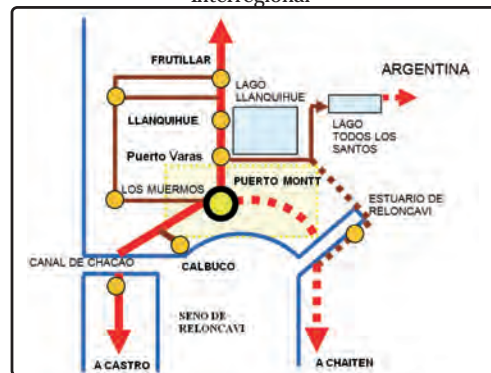 Interregional
FRUTILLAR
LAGO
LLANQUIHUE
ARGENTINA
LLANQUIHUE
LAGO
TODOS LOS
SANTOS
Puerto Varas
LOS MUERMOS
PUERTO MONTT
ESTUARIO DE
RELONCAVI
CANAL DE CHACAO
CALBUCO
SENO DE
RELONCAVI
A CASTRO
A CHAITEN